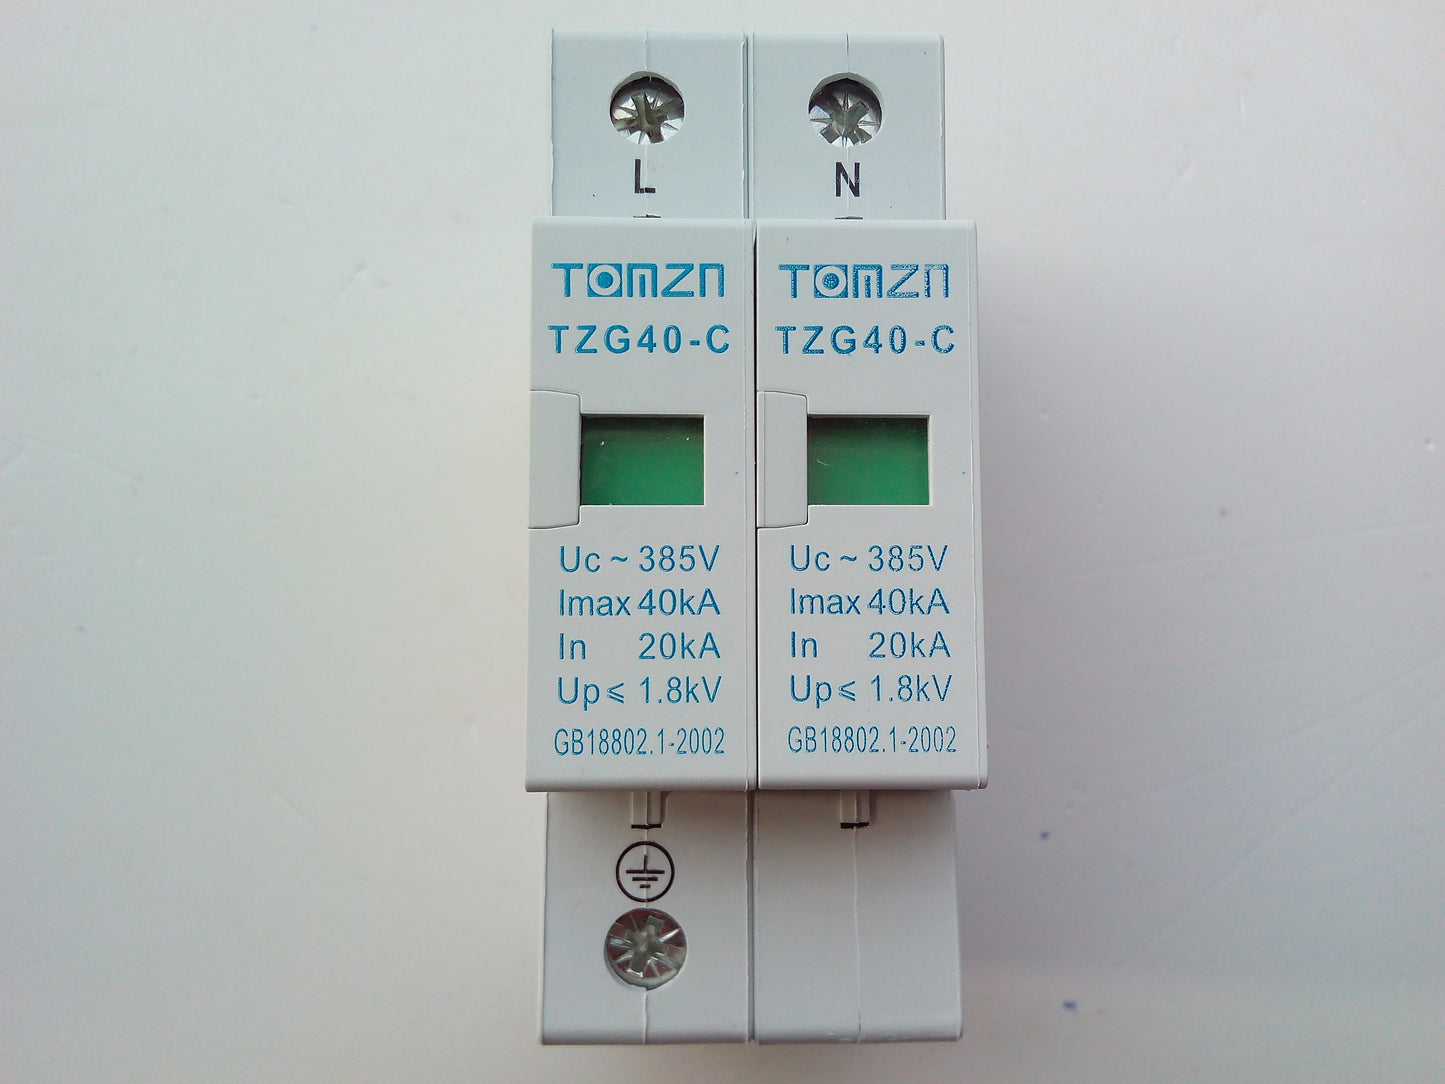 L
N
TOMZN
TZG40-C
Uc ~ 385V
Imax 40kA
In 20kA
Up ⩽ 1.8kV
GB18802.1-2002
TOMZN
TZG40-C
Uc ~ 385V
Imax 40kA
In 20kA
Up ⩽ 1.8kV
GB18802.1-2002